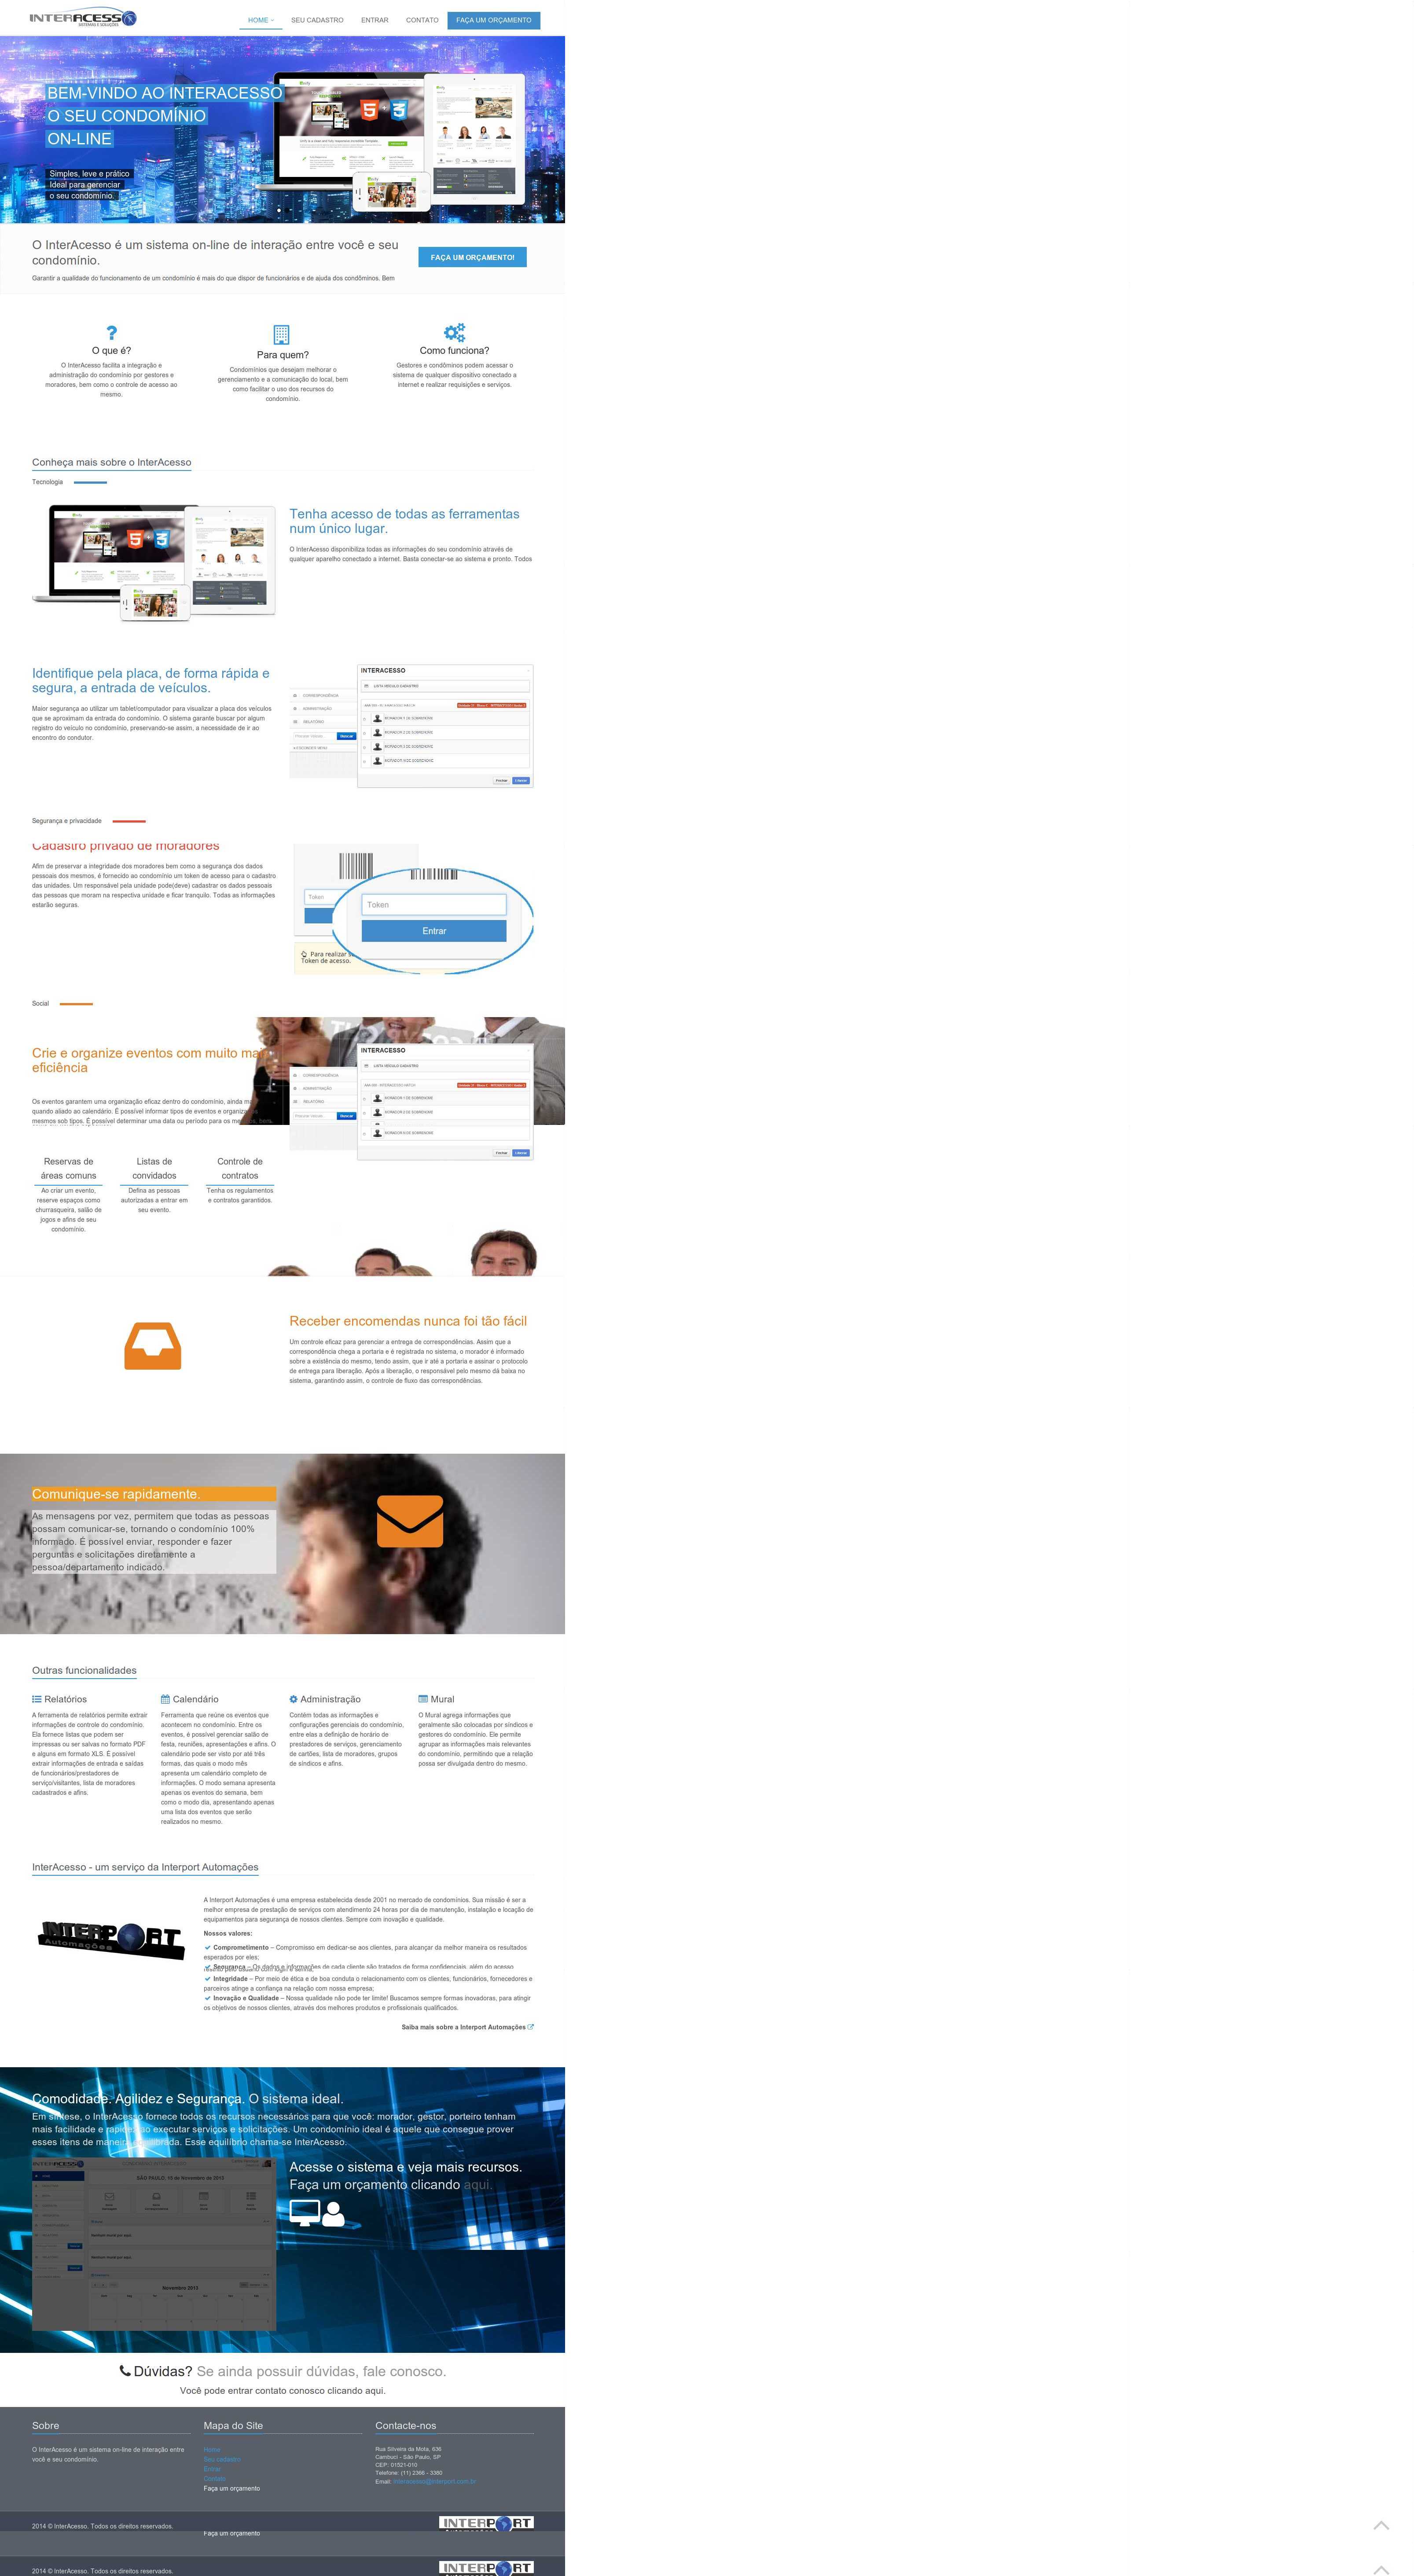 INTERACESSO
SISTEMAS E SOLUÇÕES
HOME
SEU CADASTRO
ENTRAR
CONTATO
FAÇA UM ORÇAMENTO
BEM-VINDO AO INTERACESSO
O SEU CONDOMÍNIO
ON-LINE
Simples, leve e prático
Ideal para gerenciar
o seu condomínio.
O InterAcesso é um sistema on-line de interação entre você e seu
condomínio.
FAÇA UM ORÇAMENTO!
Garantir a qualidade do funcionamento de um condomínio é mais do que dispor de funcionários e de ajuda dos condôminos. Bem
O que é?
O InterAcesso facilita a integração e
administração do condomínio por gestores e
moradores, bem como o controle de acesso ao
mesmo.
Para quem?
Condomínios que desejam melhorar o
gerenciamento e a comunicação do local, bem
como facilitar o uso dos recursos do
condomínio.
Como funciona?
Gestores e condôminos podem acessar o
sistema de qualquer dispositivo conectado a
internet e realizar requisições e serviços.
Conheça mais sobre o InterAcesso
Tecnologia
Tenha acesso de todas as ferramentas
num único lugar.
O InterAcesso disponibiliza todas as informações do seu condomínio através de
qualquer aparelho conectado a internet. Basta conectar-se ao sistema e pronto. Todos
Identifique pela placa, de forma rápida e
segura, a entrada de veículos.
Maior segurança ao utilizar um tablet/computador para visualizar a placa dos veículos
que se aproximam da entrada do condomínio. O sistema garante buscar por algum
registro do veículo no condomínio, preservando-se assim, a necessidade de ir ao
encontro do condutor.
INTERACESSO
LISTA VEÍCULO CADASTRO
CORRESPONDÊNCIA
ADMINISTRAÇÃO
RELATÓRIO
Buscar
MORADOR 1 DE SOBRENOME
MORADOR 2 DE SOBRENOME
MORADOR 3 DE SOBRENOME
Fechar
Liberar
Segurança e privacidade
Cadastro privado de moradores
Afim de preservar a integridade dos moradores bem como a segurança dos dados
pessoais dos mesmos, é fornecido ao condomínio um token de acesso para o cadastro
das unidades. Um responsável pela unidade pode(deve) cadastrar os dados pessoais
das pessoas que moram na respectiva unidade e ficar tranquilo. Todas as informações
estarão seguras.
Token
Token
Entrar
Para realizar s
Token de acesso.
Social
Crie e organize eventos com muito mais
eficiência
Os eventos garantem uma organização eficaz dentro do condomínio, ainda ma
quando aliado ao calendário. É possível informar tipos de eventos e organiza os
mesmos sob tipos. É possível determinar uma data ou período para os me
INTERACESSO
LISTA VEÍCULO CADASTRO
CORRESPONDÊNCIA
ADMINISTRAÇÃO
RELATÓRIO
Buscar
MORADOR 1 DE SOBRENOME
MORADOR 2 DE SOBRENOME
Fechar
Liberar
Reservas de
áreas comuns
Ao criar um evento,
reserve espaços como
churrasqueira, salão de
jogos e afins de seu
condomínio.
Listas de
convidados
Defina as pessoas
autorizadas a entrar em
seu evento.
Controle de
contratos
Tenha os regulamentos
e contratos garantidos.
Receber encomendas nunca foi tão fácil
Um controle eficaz para gerenciar a entrega de correspondências. Assim que a
correspondência chega a portaria e é registrada no sistema, o morador é informado
sobre a existência do mesmo, tendo assim, que ir até a portaria e assinar o protocolo
de entrega para liberação. Após a liberação, o responsável pelo mesmo dá baixa no
sistema, garantindo assim, o controle de fluxo das correspondências.
Comunique-se rapidamente.
As mensagens por vez, permitem que todas as pessoas
possam comunicar-se, tornando o condomínio 100%
informado. É possível enviar, responder e fazer
perguntas e solicitações diretamente a
pessoa/departamento indicado.
Outras funcionalidades
Relatórios
A ferramenta de relatórios permite extrair
informações de controle do condomínio.
Ela fornece listas que podem ser
impressas ou ser salvas no formato PDF
e alguns em formato XLS. É possível
extrair informações de entrada e saídas
de funcionários/prestadores de
serviço/visitantes, lista de moradores
cadastrados e afins.
Calendário
Ferramenta que reúne os eventos que
acontecem no condomínio. Entre os
eventos, é possível gerenciar salão de
festa, reuniões, apresentações e afins. O
calendário pode ser visto por até três
formas, das quais o modo mês
apresenta um calendário completo de
informações. O modo semana apresenta
apenas os eventos do semana, bem
como o modo dia, apresentando apenas
uma lista dos eventos que serão
realizados no mesmo.
Administração
Contém todas as informações e
configurações gerenciais do condomínio,
entre elas a definição de horário de
prestadores de serviços, gerenciamento
de cartões, lista de moradores, grupos
de síndicos e afins.
Mural
O Mural agrega informações que
geralmente são colocadas por síndicos e
gestores do condomínio. Ele permite
agrupar as informações mais relevantes
do condomínio, permitindo que a relação
possa ser divulgada dentro do mesmo.
InterAcesso - um serviço da Interport Automações
INTERPORT
Automações
A Interport Automações é uma empresa estabelecida desde 2001 no mercado de condomínios. Sua missão é ser a
melhor empresa de prestação de serviços com atendimento 24 horas por dia de manutenção, instalação e locação de
equipamentos para segurança de nossos clientes. Sempre com inovação e qualidade.
Nossos valores:
Comprometimento – Compromisso em dedicar-se aos clientes, para alcançar da melhor maneira os resultados
esperados por eles;
Segurança – Os dados e informações de cada cliente são tratados de forma confidenciais, além do acesso
Integridade – Por meio de ética e de boa conduta o relacionamento com os clientes, funcionários, fornecedores e
parceiros atinge a confiança na relação com nossa empresa;
Inovação e Qualidade – Nossa qualidade não pode ter limite! Buscamos sempre formas inovadoras, para atingir
os objetivos de nossos clientes, através dos melhores produtos e profissionais qualificados.
Saiba mais sobre a Interport Automações
Comodidade. Agilidez e Segurança. O sistema ideal.
Em síntese, o InterAcesso fornece todos os recursos necessários para que você: morador, gestor, porteiro tenham
mais facilidade e rapidez ao executar serviços e solicitações. Um condomínio ideal é aquele que consegue prover
esses itens de maneira equilibrada. Esse equilíbrio chama-se InterAcesso.
INTERACESSO
SÃO PAULO, 10 de Novembro de 2013
Novembro 2013
Acesse o sistema e veja mais recursos.
Faça um orçamento clicando aqui.
Dúvidas? Se ainda possuir dúvidas, fale conosco.
Você pode entrar contato conosco clicando aqui.
Sobre
O InterAcesso é um sistema on-line de interação entre
você e seu condomínio.
Mapa do Site
Home
Seu cadastro
Entrar
Contato
Faça um orçamento
Contacte-nos
Rua Silveira da Mota, 636
Cambuci - São Paulo, SP
CEP: 01521-010
Telefone: (11) 2366 - 3380
Email: interacesso@interport.com.br
2014 © InterAcesso. Todos os direitos reservados.
INTERPORT
Faça um orçamento
2014 © InterAcesso. Todos os direitos reservados.
INTERPORT